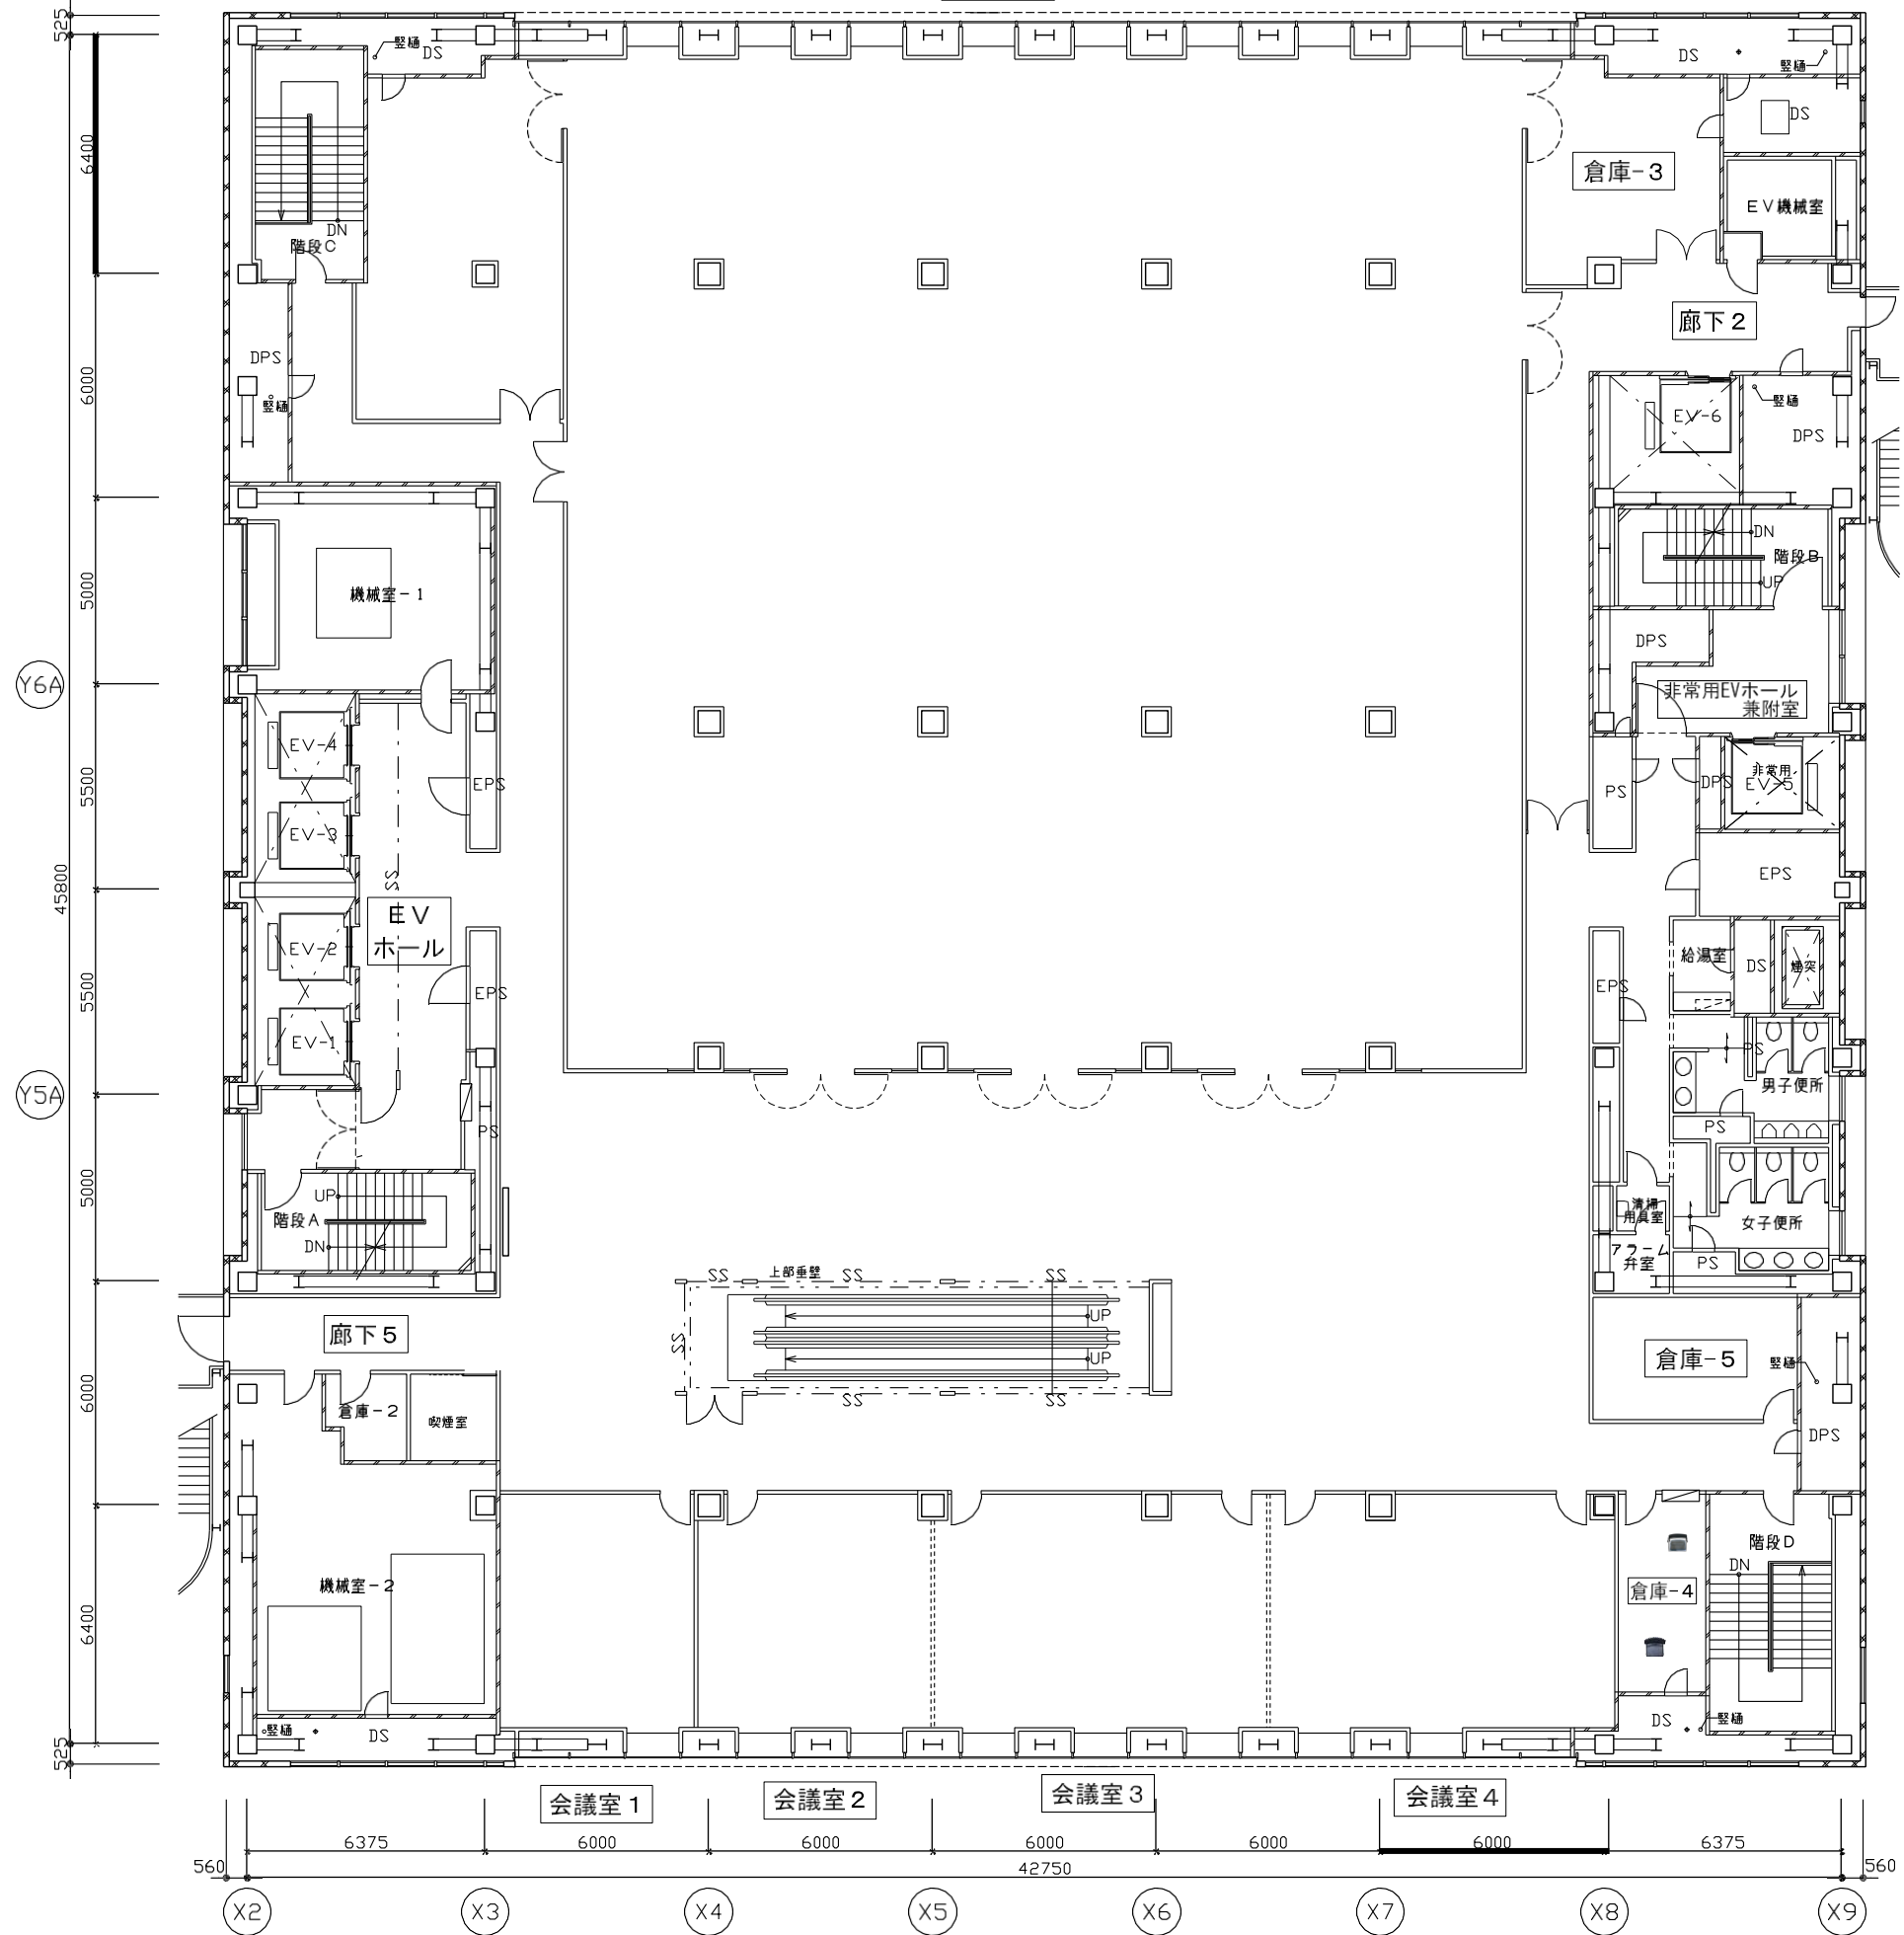 525
竪樋
DS
DS
竪樋
DS
6400
倉庫-3
EV機械室
DN
階段C
廊下2
DPS
6000
竪樋
竪樋
EV-6
DPS
DN
階段B
5000
機械室-1
UP
DPS
Y6A
非常用EVホール
兼附室
EV-4
5500
EPS
PS
DPS
非常用
EV-5
EV-3
SS
45800
EPS
EV
ホール
EV-2
給湯室
DS
煙突
5500
EPS
EPS
EV-1
PS
男子便所
Y5A
PS
PS
5000
UP
階段A
清掃
用具室
女子便所
DN
アラーム
弁室
PS
SS
上部垂壁
SS
SS
UP
廊下5
SS
UP
倉庫-5
竪樋
6000
SS
SS
倉庫-2
喫煙室
DPS
階段D
DN
機械室-2
倉庫-4
6400
竪樋
DS
DS
竪樋
525
会議室1
会議室2
会議室3
会議室4
6375
6000
6000
6000
6000
6000
6375
560
42750
560
X2
X3
X4
X5
X6
X7
X8
X9